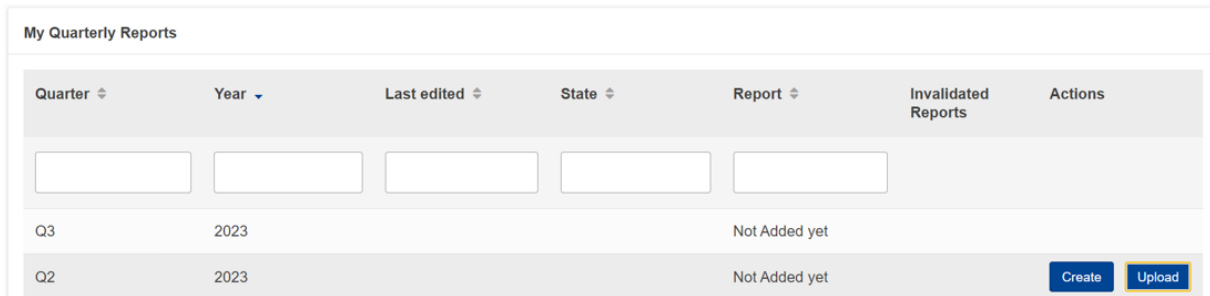 My Quarterly Reports
Quarter Year Last edited State Report Invalidated Reports Actions
Q3 2023 Not Added yet
Q2 2023 Not Added yet Create Upload